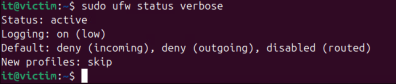 it@victim:~$ sudo ufw status verbose
Status: active
Logging: on (low)
Default: deny (incoming), deny (outgoing), disabled (routed)
New profiles: skip
it@victim:~$